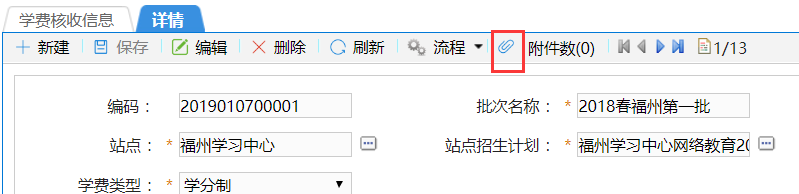 学费核收信息 详情
新建 保存 编辑 删除 刷新 流程 附件数(0) 1/13
编码： 2019010700001 批次名称： * 2018春福州第一批
站点： * 福州学习中心 站点招生计划： * 福州学习中心网络教育20
学费类型： * 学分制